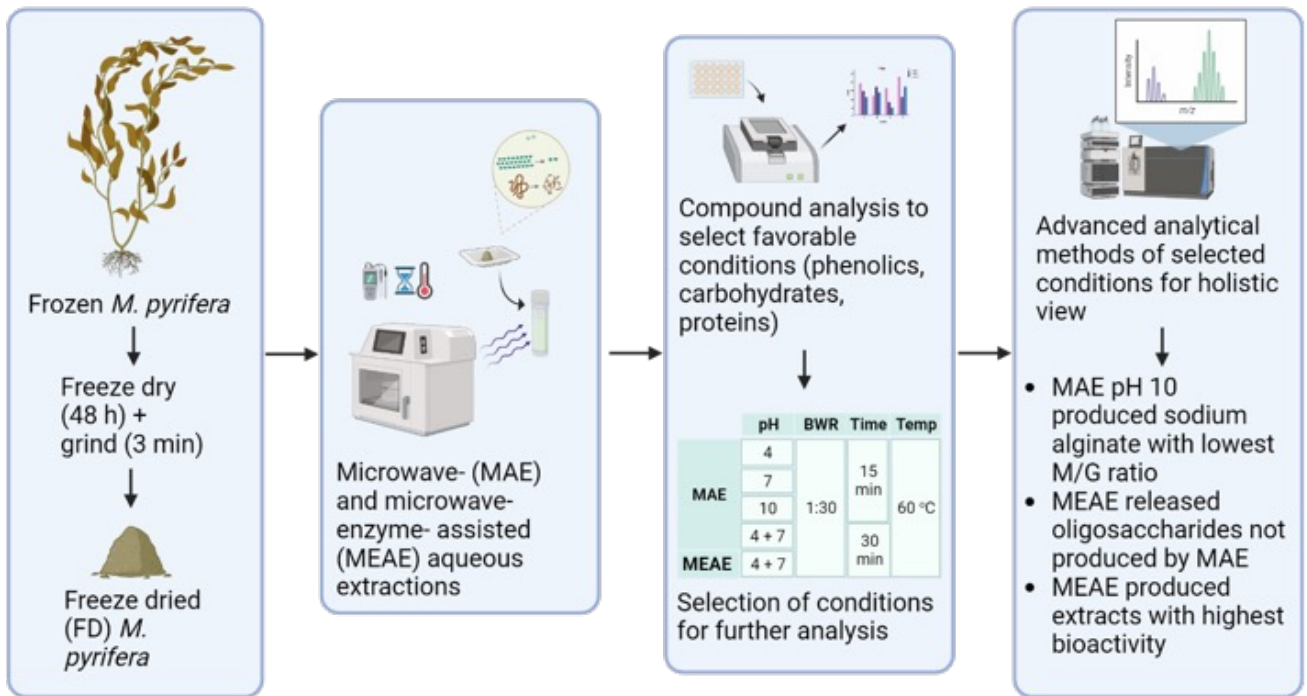 Frozen M. pyrifera
Freeze dry
(48 h) +
grind (3 min)
Freeze dried
(FD) M.
pyrifera
Microwave- (MAE)
and microwave-
enzyme- assisted
(MEAE) aqueous
extractions
Compound analysis to
select favorable
conditions (phenolics,
carbohydrates,
proteins)
pH BWR Time Temp
MAE
4
7
10
4 + 7
MEAE
4 + 7
1:30
15
min
30
min
60 °C
Selection of conditions
for further analysis
Intensity
m/z
Advanced analytical
methods of selected
conditions for holistic
view
• MAE pH 10
produced sodium
alginate with lowest
M/G ratio
• MEAE released
oligosaccharides not
produced by MAE
• MEAE produced
extracts with highest
bioactivity